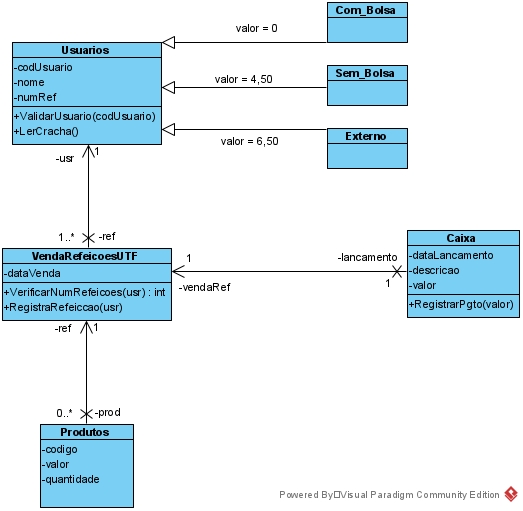 Com_Bolsa
valor = 0
Usuarios
-codUsuario
-nome
-numRef
+ValidarUsuario(codUsuario)
+LerCracha()
Sem_Bolsa
valor = 4,50
Externo
valor = 6,50
-usr
1
1..*
-ref
VendaRefeicoesUTF
-dataVenda
+VerificarNumRefeicoes(usr) : int
+RegistraRefeiccao(usr)
1
-vendaRef
-lancamento
1
Caixa
-dataLancamento
-descricao
-valor
+RegistrarPgto(valor)
-ref
1
0..*
-prod
Produtos
-codigo
-valor
-quantidade
Powered By Visual Paradigm Community Edition